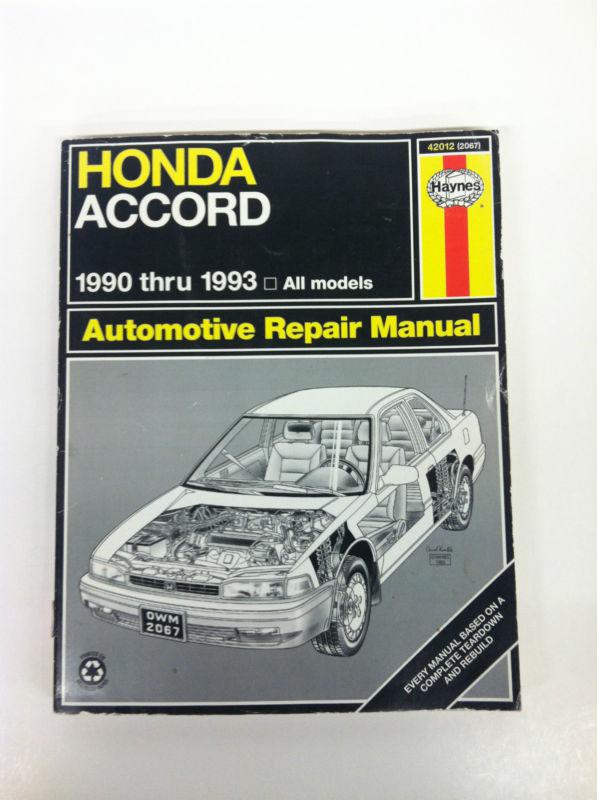 HONDA
ACCORD
1990 thru 1993 □ All models
42012 (2067)
Haynes
Automotive Repair Manual
OWM
2067
EVERY MANUAL BASED ON A
COMPLETE TEARDOWN
AND REBUILD